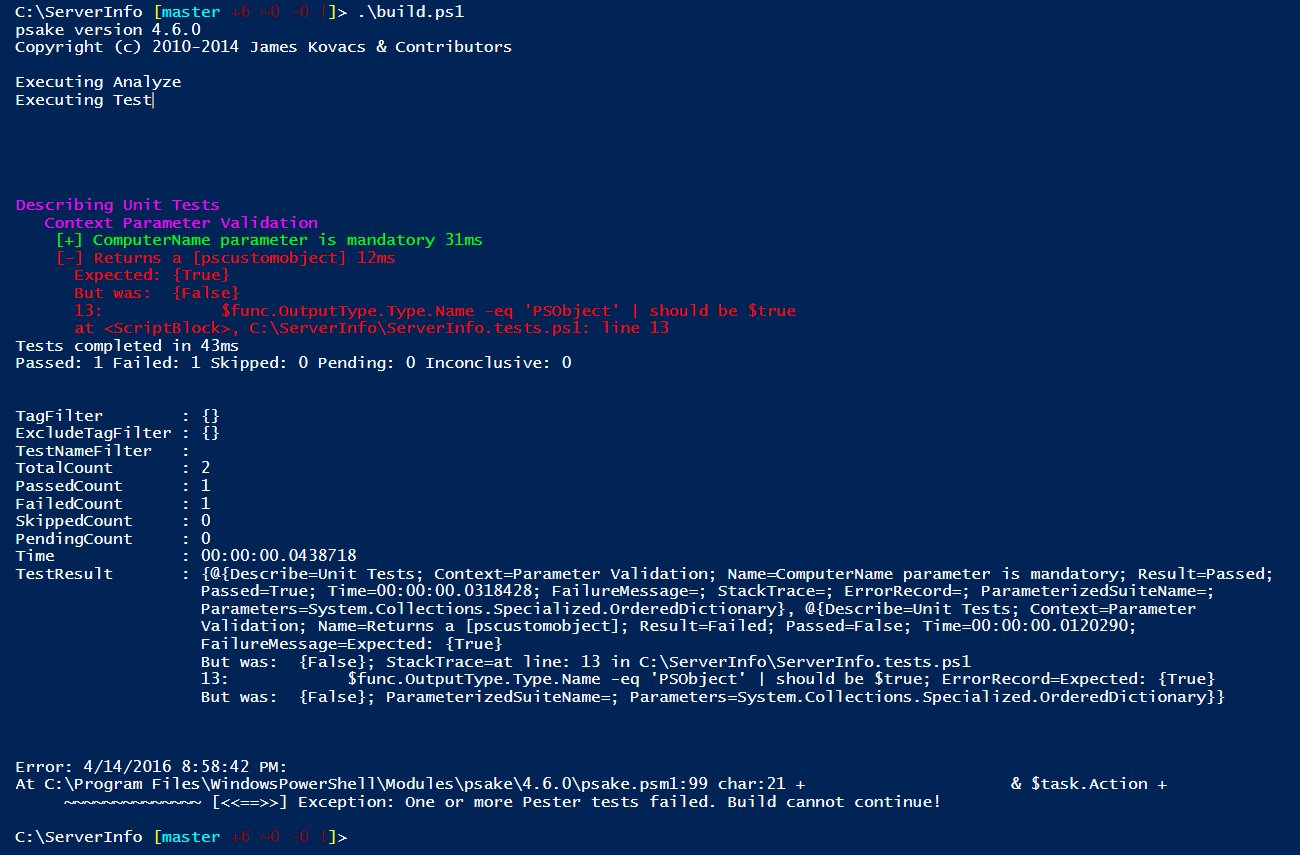 C:\ServerInfo [master +6 ~0 -0 !]> .\build.ps1
psake version 4.6.0
Copyright (c) 2010-2014 James Kovacs & Contributors
Executing Analyze
Executing Test
Describing Unit Tests
Context Parameter Validation
[+] ComputerName parameter is mandatory 31ms
[-] Returns a [pscustomobject] 12ms
Expected: {True}
But was:  {False}
13:            $func.OutputType.Type.Name -eq 'PSObject' | should be $true
at <ScriptBlock>, C:\ServerInfo\ServerInfo.tests.ps1: line 13
Tests completed in 43ms
Passed: 1 Failed: 1 Skipped: 0 Pending: 0 Inconclusive: 0
TagFilter        : {}
ExcludeTagFilter : {}
TestNameFilter   :
TotalCount       : 2
PassedCount      : 1
FailedCount      : 1
SkippedCount     : 0
PendingCount     : 0
Time             : 00:00:00.0438718
TestResult       : {@{Describe=Unit Tests; Context=Parameter Validation; Name=ComputerName parameter is mandatory; Result=Passed;
Passed=True; Time=00:00:00.0318428; FailureMessage=; StackTrace=; ErrorRecord=; ParameterizedSuiteName=;
Parameters=System.Collections.Specialized.OrderedDictionary}, @{Describe=Unit Tests; Context=Parameter
Validation; Name=Returns a [pscustomobject]; Result=Failed; Passed=False; Time=00:00:00.0120290;
FailureMessage=Expected: {True}
But was:  {False}; StackTrace=at line: 13 in C:\ServerInfo\ServerInfo.tests.ps1
13:            $func.OutputType.Type.Name -eq 'PSObject' | should be $true; ErrorRecord=Expected: {True}
But was:  {False}; ParameterizedSuiteName=; Parameters=System.Collections.Specialized.OrderedDictionary}}
Error: 4/14/2016 8:58:42 PM:
At C:\Program Files\WindowsPowerShell\Modules\psake\4.6.0\psake.psm1:99 char:21 +                     & $task.Action +
~~~~~~~~~~~~~~ [<<==>>] Exception: One or more Pester tests failed. Build cannot continue!
C:\ServerInfo [master +6 ~0 -0 !]>